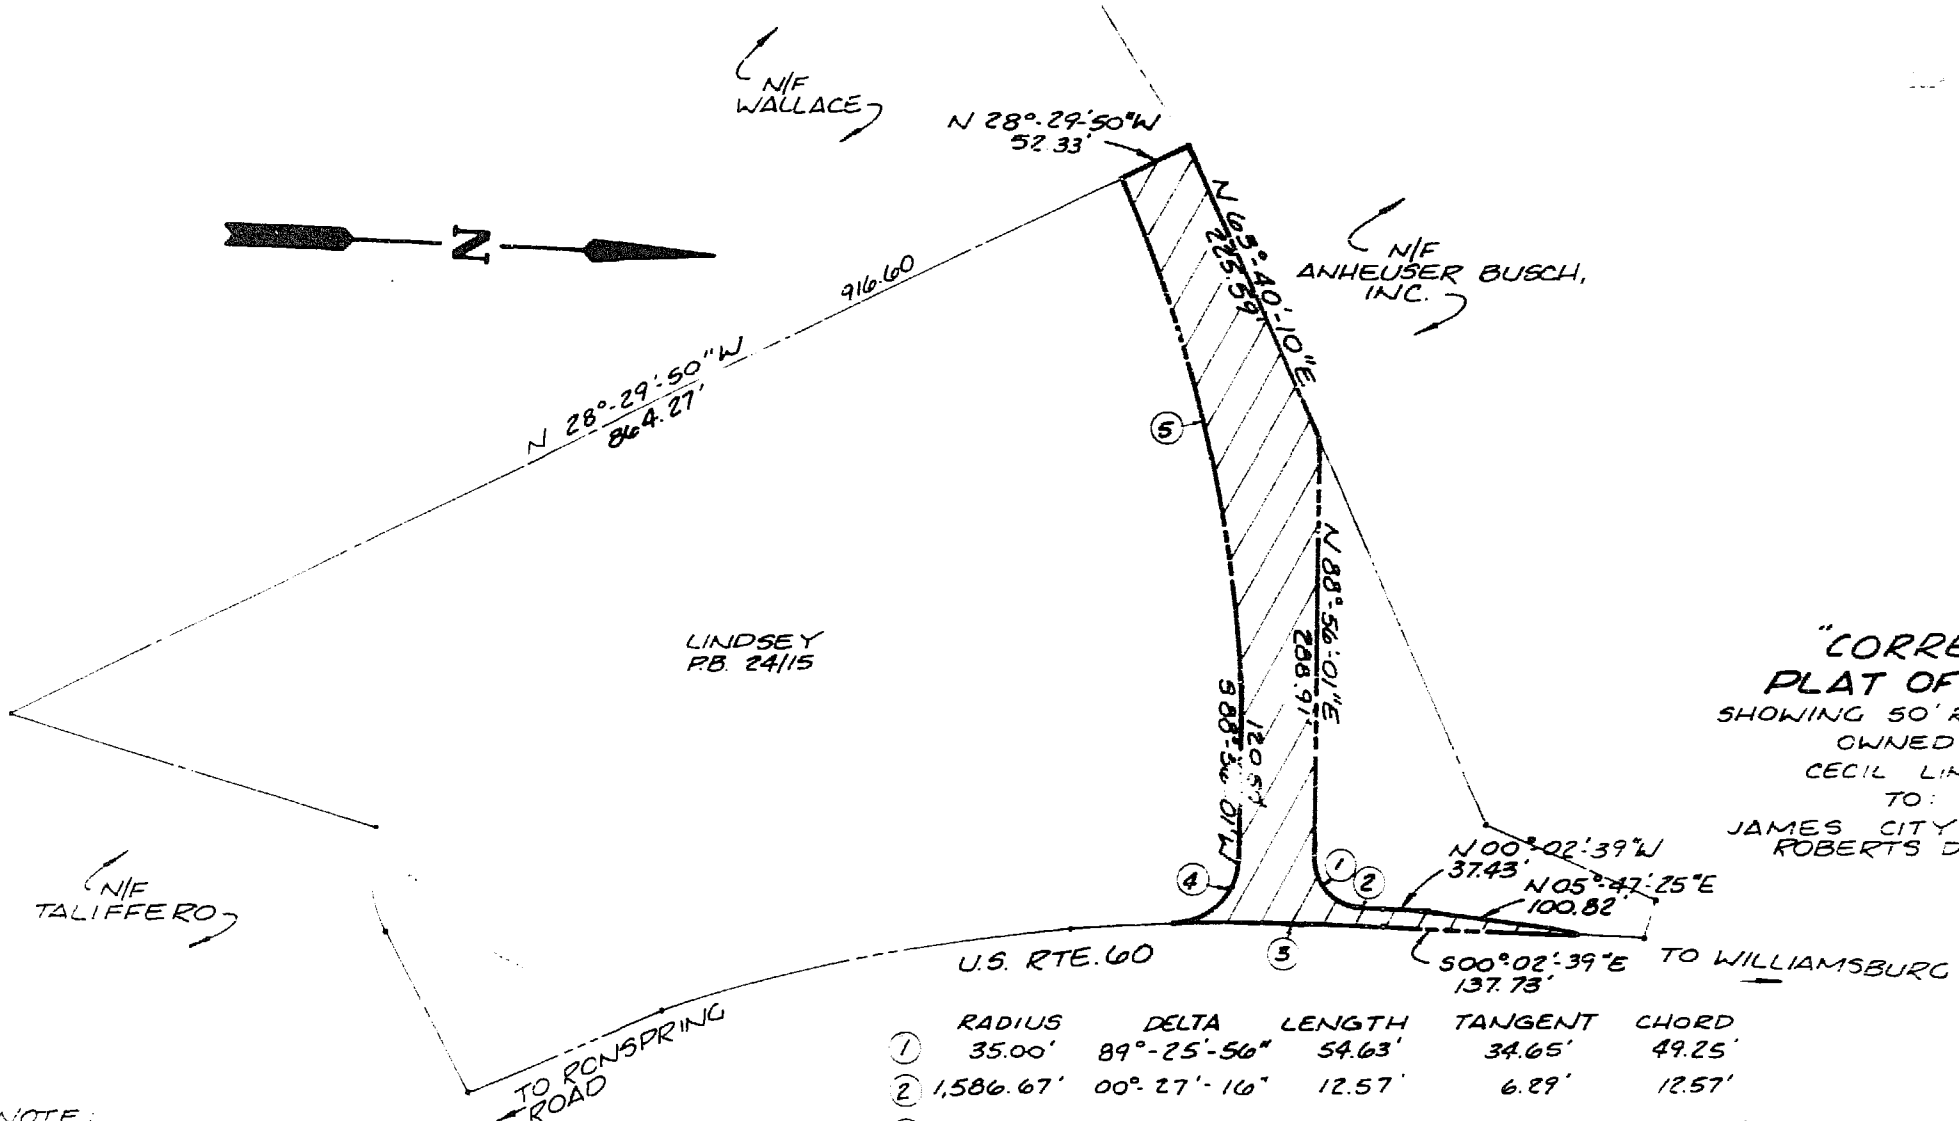 N/F
WALLACE
N 28°-29'-50"W
52.33'
N
N 65°-40'-10"E
225.59'
N/F
ANHEUSER BUSCH,
INC.
916.60
N 28°-29'-50"W
864.27'
5
N 88°-56'-01"E
288.91'
LINDSEY
P.B. 24/15
S 88°-56'-01"W
"CORRE
PLAT OF
SHOWING 50' R
OWNED
CECIL LIN
TO:
JAMES CITY
ROBERTS D
N/F
TALIFFERO
4
1
2
N 00°-02'-39"W
37.43'
N 05°-47'-25"E
100.82'
3
U.S. RTE. 60
S 00°-02'-39"E
137.73'
TO WILLIAMSBURG
TO RONSPRING
ROAD
RADIUS DELTA LENGTH TANGENT CHORD
1 35.00' 89°-25'-56" 54.63' 34.65' 49.25'
2 1,586.67' 00°-27'-16" 12.57' 6.29' 12.57'
NOTE: